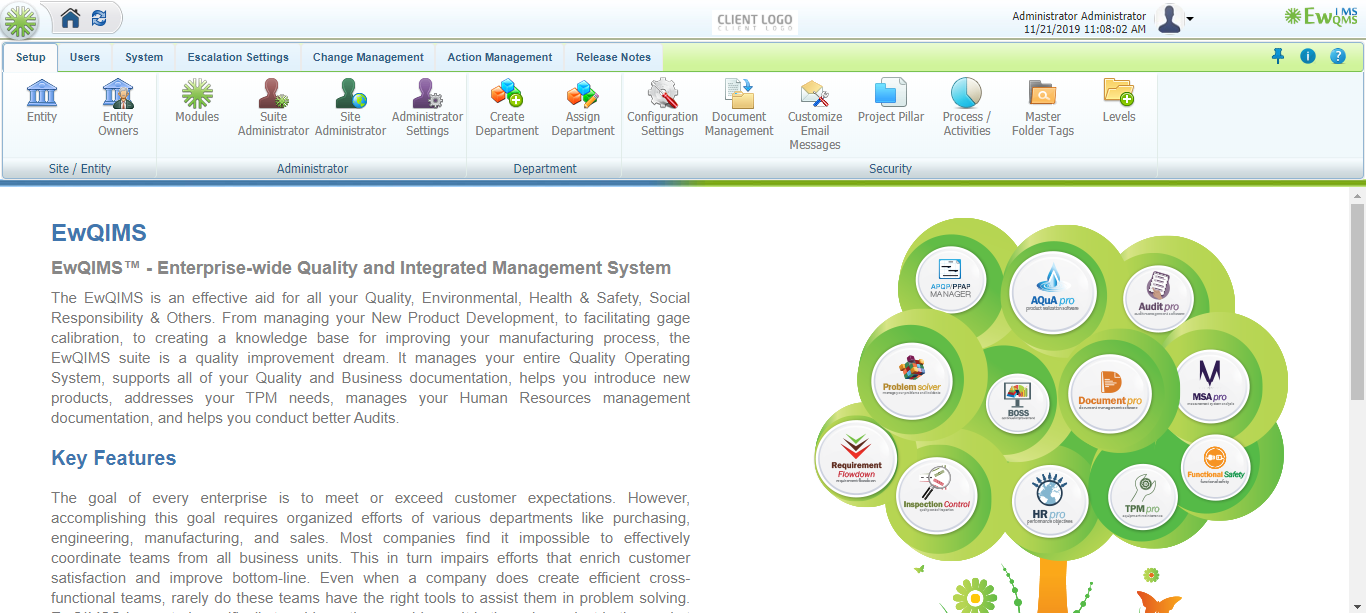 CLIENT LOGO
CLIENT LOGO
Administrator Administrator
11/21/2019 11:08:02 AM
EwQIMS
Setup
Users
System
Escalation Settings
Change Management
Action Management
Release Notes
Entity
Entity
Owners
Modules
Suite
Administrator
Site
Administrator
Administrator
Settings
Create
Department
Assign
Department
Configuration
Settings
Document
Management
Customize
Email
Messages
Project Pillar
Process /
Activities
Master
Folder Tags
Levels
Site / Entity
Administrator
Department
Security
EwQIMS
EwQIMS™ - Enterprise-wide Quality and Integrated Management System
The EwQIMS is an effective aid for all your Quality, Environmental, Health & Safety, Social
Responsibility & Others. From managing your New Product Development, to facilitating gage
calibration, to creating a knowledge base for improving your manufacturing process, the
EwQIMS suite is a quality improvement dream. It manages your entire Quality Operating
System, supports all of your Quality and Business documentation, helps you introduce new
products, addresses your TPM needs, manages your Human Resources management
documentation, and helps you conduct better Audits.
Key Features
The goal of every enterprise is to meet or exceed customer expectations. However,
accomplishing this goal requires organized efforts of various departments like purchasing,
engineering, manufacturing, and sales. Most companies find it impossible to effectively
coordinate teams from all business units. This in turn impairs efforts that enrich customer
satisfaction and improve bottom-line. Even when a company does create efficient cross-
functional teams, rarely do these teams have the right tools to assist them in problem solving.
APQP/PPAP
MANAGER
AQuA pro
Audit pro
Problem solver
BOSS
Document pro
document management software
MSA pro
Requirement
Flowdown
Inspection Control
HR pro
performance objectives
TPM pro
Functional Safety
functional safety